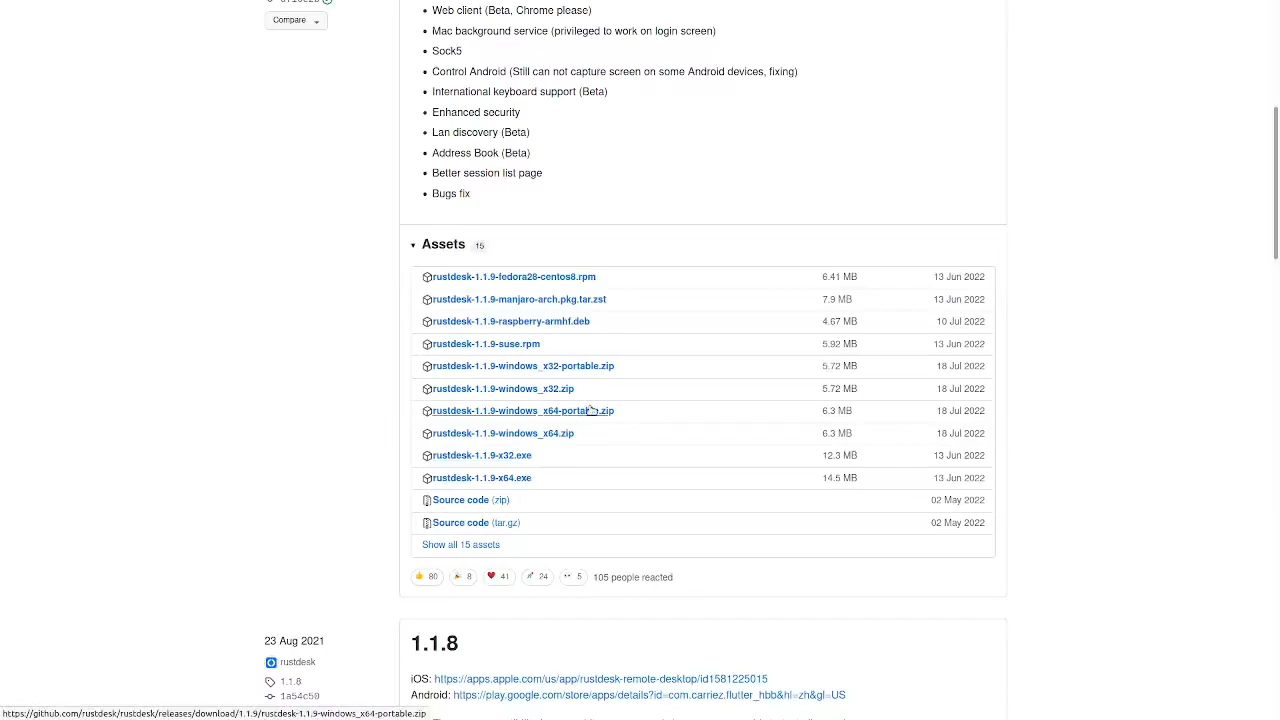 Compare
Web client (Beta, Chrome please)
Mac background service (privileged to work on login screen)
Sock5
Control Android (Still can not capture screen on some Android devices, fixing)
International keyboard support (Beta)
Enhanced security
Lan discovery (Beta)
Address Book (Beta)
Better session list page
Bugs fix
Assets 15
rustdesk-1.1.9-fedora28-centos8.rpm 6.41 MB 13 Jun 2022
rustdesk-1.1.9-manjaro-arch.pkg.tar.zst 7.9 MB 13 Jun 2022
rustdesk-1.1.9-raspberry-armhf.deb 4.67 MB 10 Jul 2022
rustdesk-1.1.9-suse.rpm 5.92 MB 13 Jun 2022
rustdesk-1.1.9-windows_x32-portable.zip 5.72 MB 18 Jul 2022
rustdesk-1.1.9-windows_x32.zip 5.72 MB 18 Jul 2022
rustdesk-1.1.9-windows_x64-portable.zip 6.3 MB 18 Jul 2022
rustdesk-1.1.9-windows_x64.zip 6.3 MB 18 Jul 2022
rustdesk-1.1.9-x32.exe 12.3 MB 13 Jun 2022
rustdesk-1.1.9-x64.exe 14.5 MB 13 Jun 2022
Source code (zip) 02 May 2022
Source code (tar.gz) 02 May 2022
Show all 15 assets
80 8 41 24 5 105 people reacted
23 Aug 2021
rustdesk
1.1.8
1a54c50
1.1.8
iOS: https://apps.apple.com/us/app/rustdesk-remote-desktop/id1581225015
Android: https://play.google.com/store/apps/details?id=com.carriez.flutter_hbb&hl=zh&gl=US
https://github.com/rustdesk/rustdesk/releases/download/1.1.9/rustdesk-1.1.9-windows_x64-portable.zip